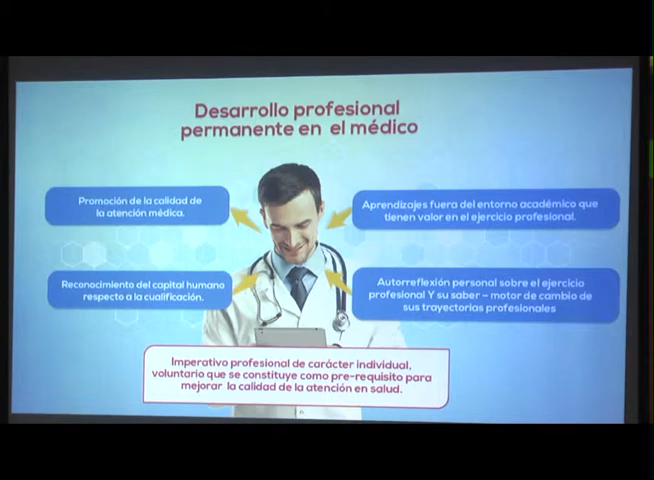 Desarrollo profesional
permanente en el médico
Promoción de la calidad de
la atención médica.
Aprendizajes fuera del entorno académico que
tienen valor en el ejercicio profesional.
Reconocimiento del capital humano
respecto a la cualificación.
Autorreflexión personal sobre el ejercicio
profesional Y su saber – motor de cambio de
sus trayectorias profesionales
Imperativo profesional de carácter individual,
voluntario que se constituye como pre-requisito para
mejorar la calidad de la atención en salud.